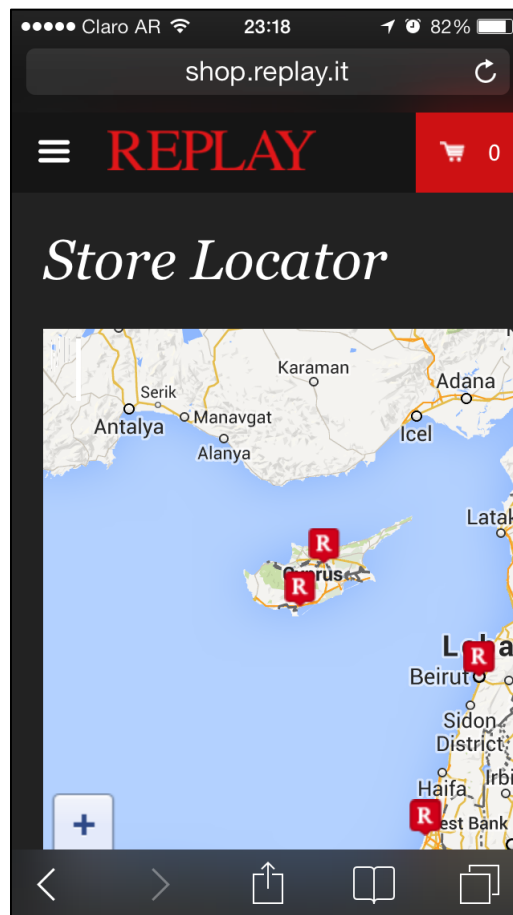 Claro AR 23:18 82%
shop.replay.it
REPLAY 0
Store Locator
Karaman
Adana
Serik
Manavgat
Antalya
Icel
Alanya
Latak
R
Cyprus
R
Leba
R
Beirut
Sidon
District
Haifa Irbi
R
est Bank
+